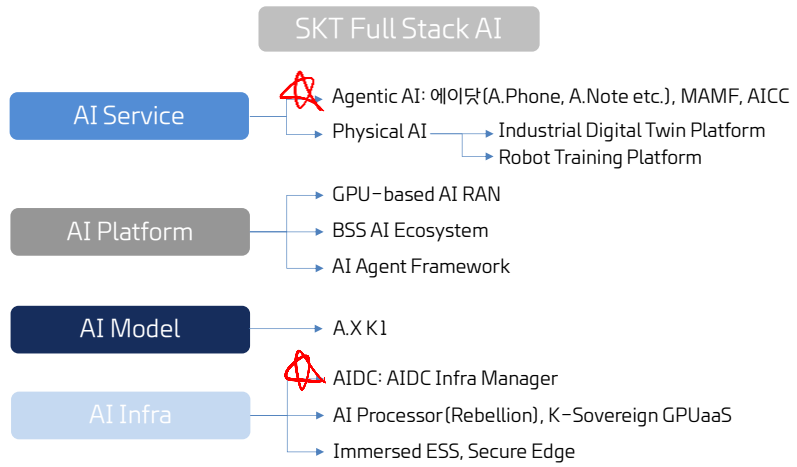 SKT Full Stack AI
AI Service
Agentic AI: 에이닷(A.Phone, A.Note etc.), MAMF, AICC
Physical AI
Industrial Digital Twin Platform
Robot Training Platform
AI Platform
GPU-based AI RAN
BSS AI Ecosystem
AI Agent Framework
AI Model
A.X K1
AI Infra
AIDC: AIDC Infra Manager
AI Processor(Rebellion), K-Sovereign GPUaaS
Immersed ESS, Secure Edge